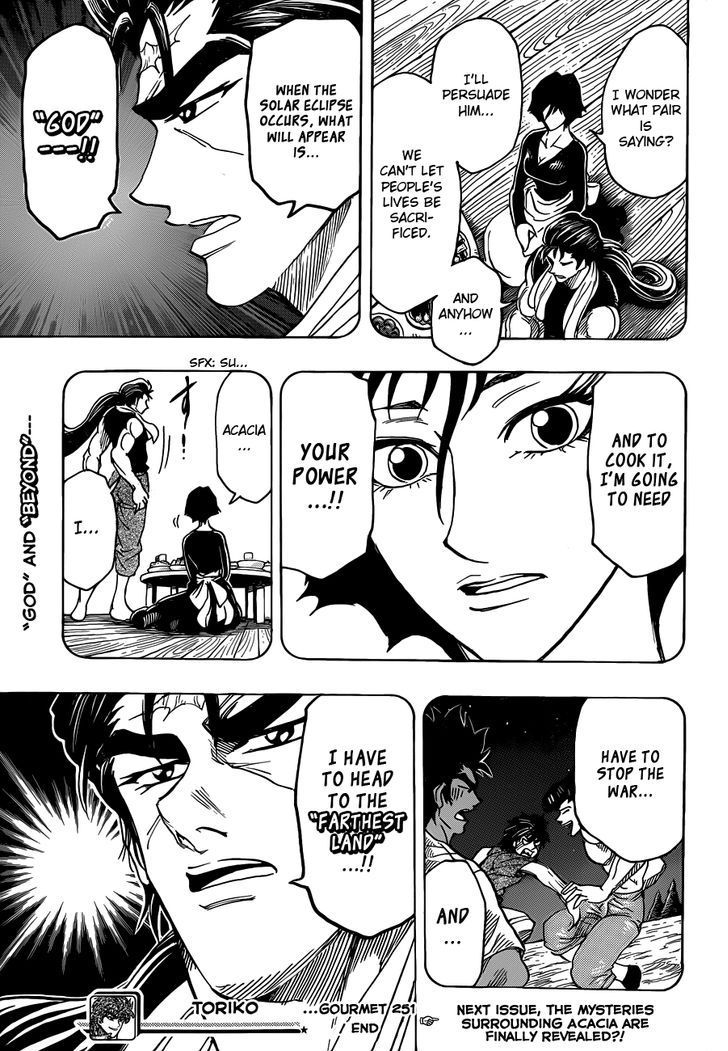 I WONDER
WHAT PAIR
IS
SAYING?
I'LL
PERSUADE
HIM...
WE
CAN'T LET
PEOPLE'S
LIVES BE
SACRI-
FICED.
AND
ANYHOW
...
WHEN THE
SOLAR ECLIPSE
OCCURS, WHAT
WILL APPEAR
IS...
"GOD"
---!!
AND TO
COOK IT,
I'M GOING
TO NEED
YOUR
POWER
...!!
SFX: SU...
ACACIA
...
I...
"GOD" AND "BEYOND"---
HAVE TO
STOP THE
WAR...
AND
...
I HAVE
TO HEAD
TO THE
"FARTHEST
LAND"
...!!
TORIKO
...GOURMET 251
END
☞ NEXT ISSUE, THE MYSTERIES
SURROUNDING ACACIA ARE
FINALLY REVEALED?!